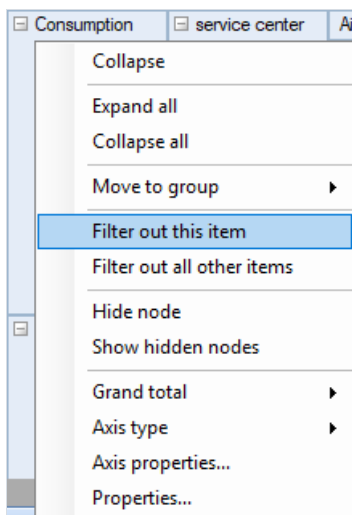 Consumption service center Ai
Collapse
Expand all
Collapse all
Move to group
Filter out this item
Filter out all other items
Hide node
Show hidden nodes
Grand total
Axis type
Axis properties...
Properties...